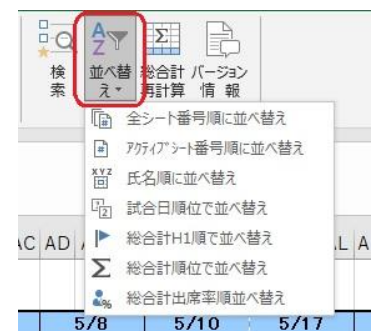 検
索
並べ替
え
総合計
再計算
バージョン
情 報
全シート番号順に並べ替え
アクティブシート番号順に並べ替え
氏名順に並べ替え
試合日順位で並べ替え
総合計H1順で並べ替え
総合計順位で並べ替え
総合計出席率順並べ替え
AC AD
L
5/8 5/10 5/17